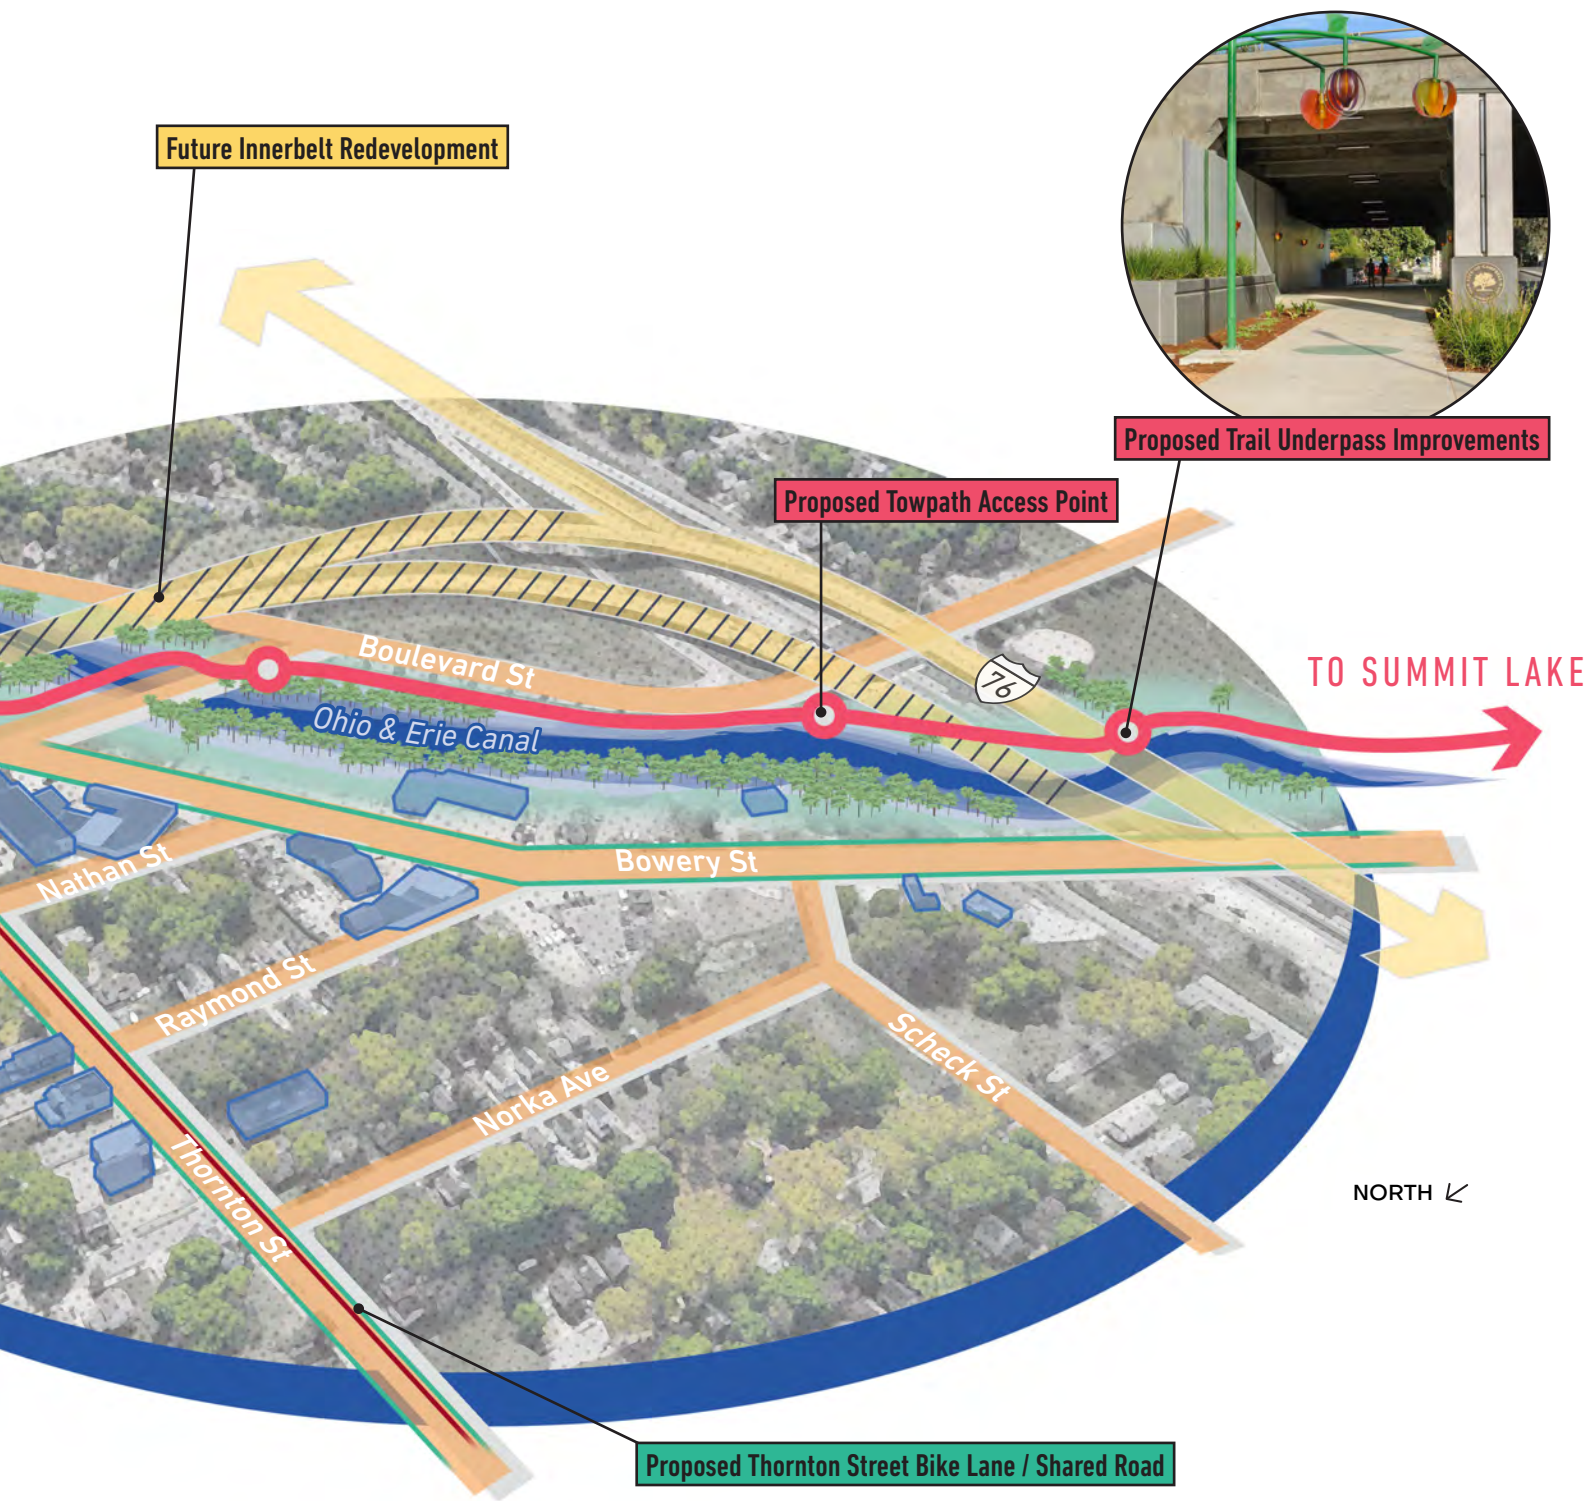 Future Innerbelt Redevelopment
Proposed Trail Underpass Improvements
Proposed Towpath Access Point
Boulevard St
76
TO SUMMIT LAKE
Ohio & Erie Canal
Nathan St
Bowery St
Raymond St
Scheck St
Norka Ave
Thornton St
NORTH
Proposed Thornton Street Bike Lane / Shared Road